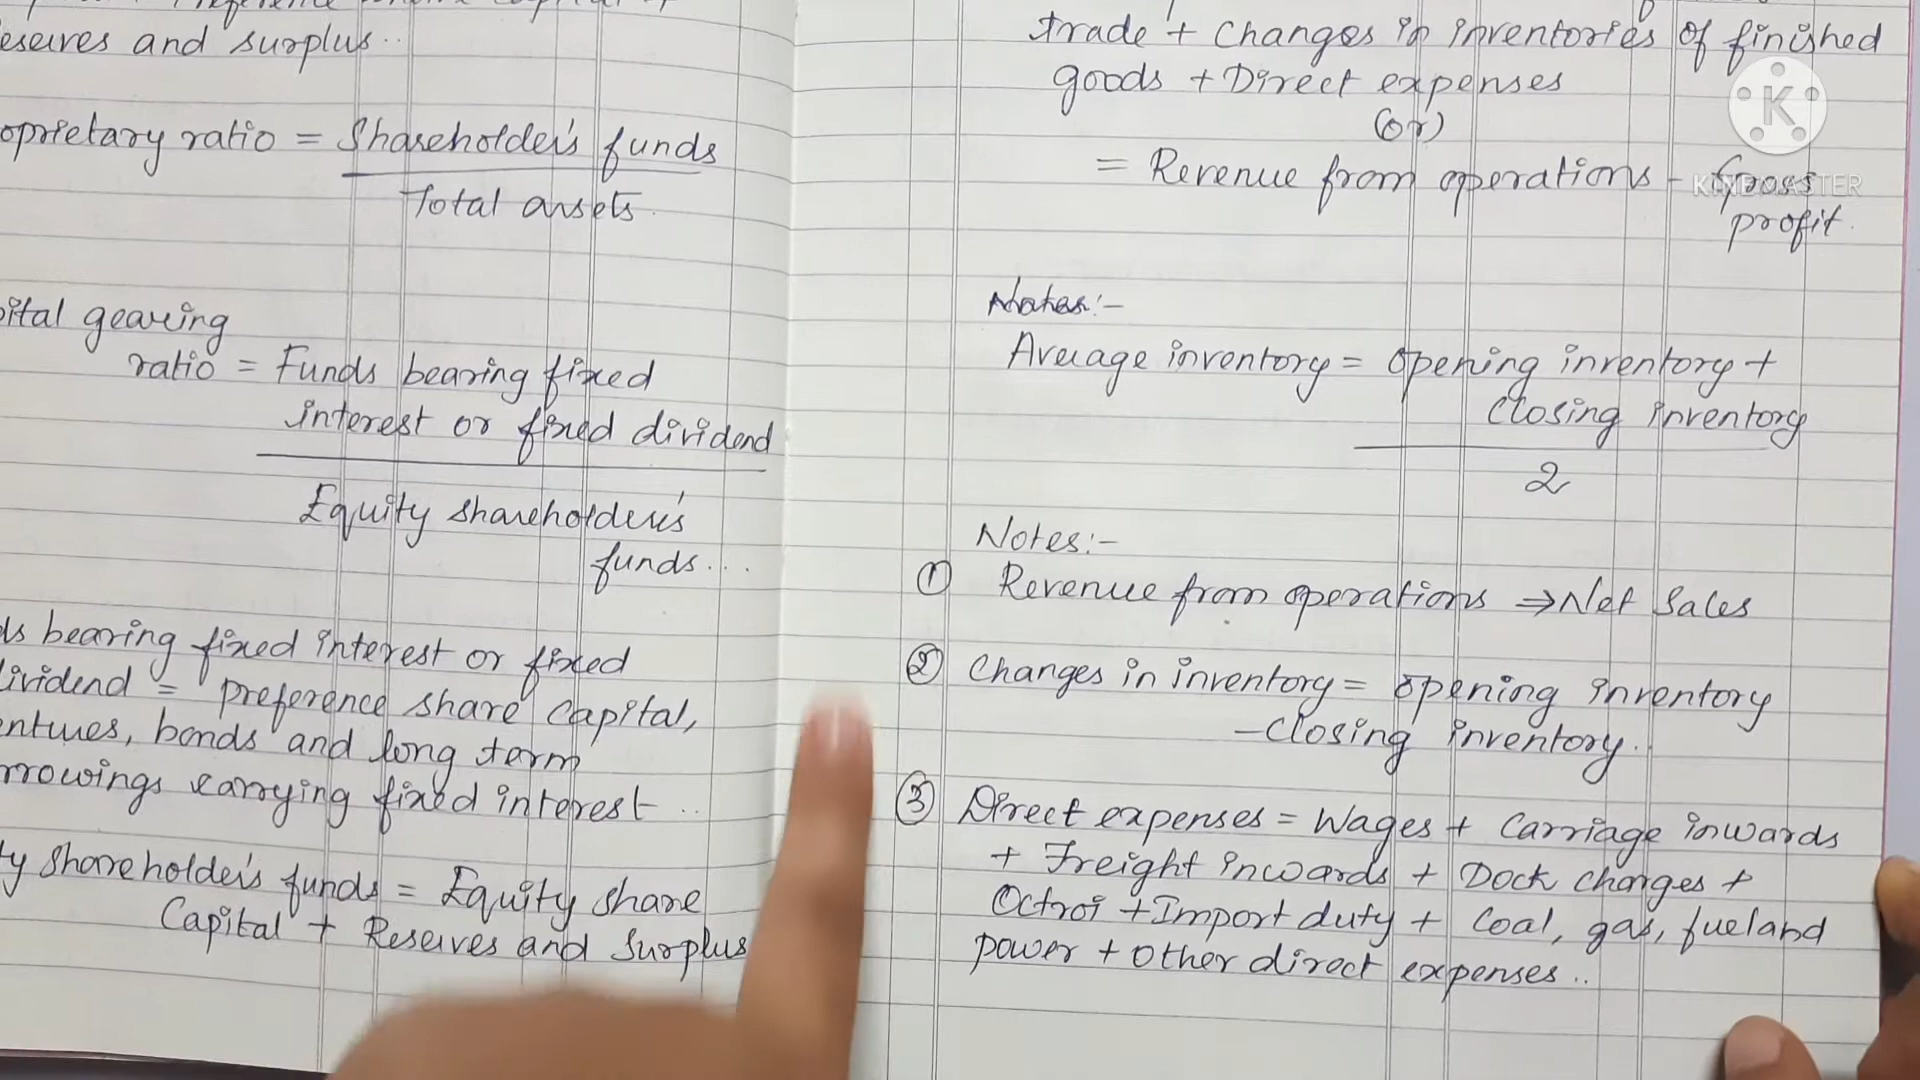 eserves and surplus..
oprietary ratio = Shareholder's funds
Total assets.
pital gearing
ratio = Funds bearing fixed
interest or fixed dividend
Equity shareholder's
funds...
ds bearing fixed interest or fixed
dividend = preference share capital,
entures, bonds and long term
rrowings carrying fixed interest..
ty shareholder's funds = Equity share
Capital + Reserves and surplus
trade + Changes in inventories of finished
goods + Direct expenses
(or)
= Revenue from operations - Gross
profit.
K
KINEMASTER
Notes:-
Average inventory = Opening inventory +
Closing inventory
2
Notes:-
① Revenue from operations ⇒ Net Sales
② Changes in inventory = Opening inventory
- Closing inventory.
③ Direct expenses = Wages + Carriage inwards
+ Freight inwards + Dock charges +
Octroi + Import duty + Coal, gas, fuel and
power + Other direct expenses..